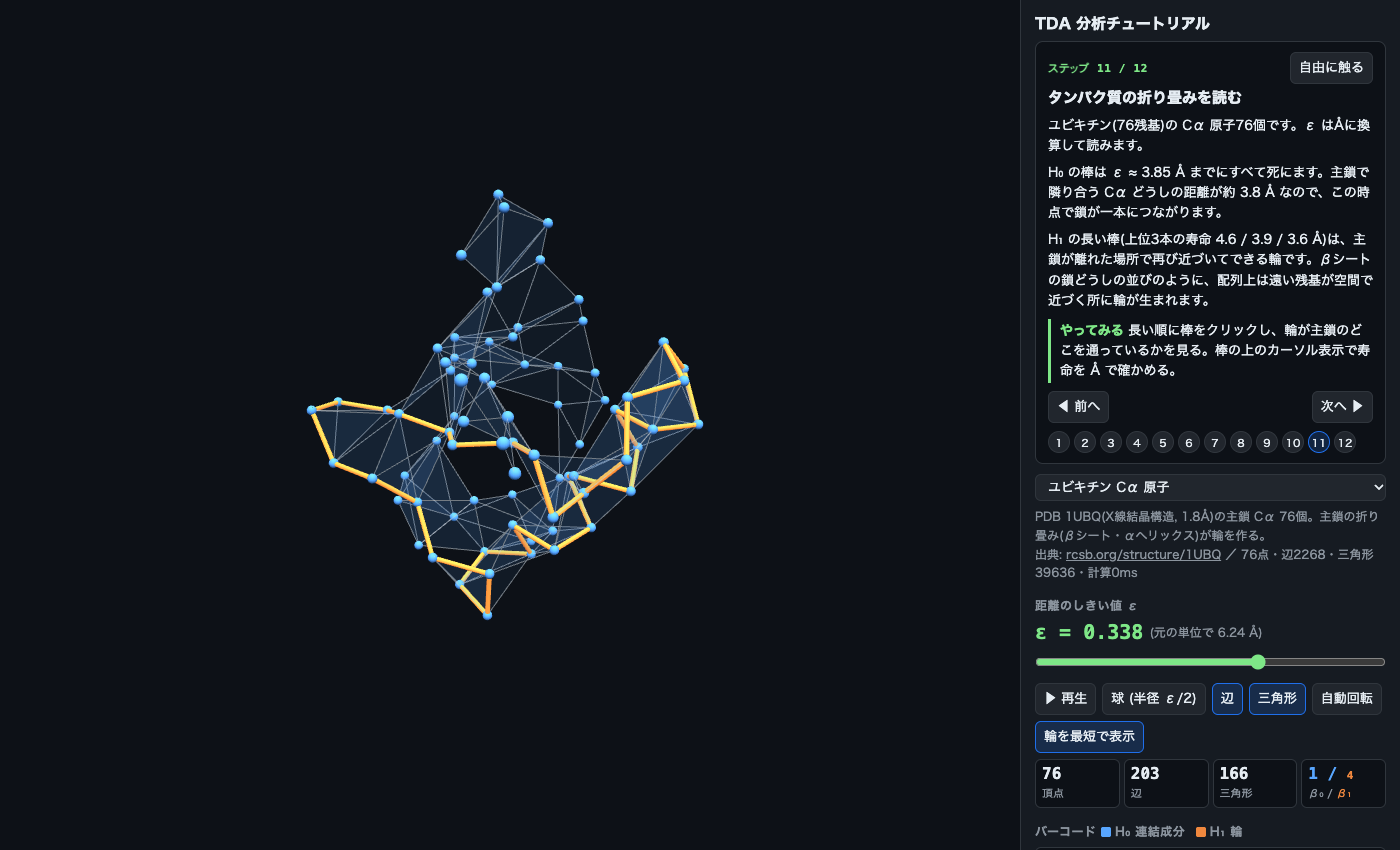 TDA 分析チュートリアル
ステップ 11 / 12
自由に触る
タンパク質の折り畳みを読む
ユビキチン(76残基)の Cα 原子76個です。ε はÅに換
算して読みます。
H₀ の棒は ε ≈ 3.85 Å までにすべて死にます。主鎖で
隣り合う Cα どうしの距離が約 3.8 Å なので、この時
点で鎖が一本につながります。
H₁ の長い棒(上位3本の寿命 4.6 / 3.9 / 3.6 Å)は、主
鎖が離れた場所で再び近づいてできる輪です。βシート
の鎖どうしの並びのように、配列上は遠い残基が空間で
近づく所に輪が生まれます。
やってみる 長い順に棒をクリックし、輪が主鎖のど
こを通っているかを見る。棒の上のカーソル表示で寿
命を Å で確かめる。
◀ 前へ
次へ ▶
1 2 3 4 5 6 7 8 9 10 11 12
ユビキチン Cα 原子
PDB 1UBQ(X線結晶構造, 1.8Å)の主鎖 Cα 76個。主鎖の折り
畳み(βシート・αヘリックス)が輪を作る。
出典: rcsb.org/structure/1UBQ ／ 76点・辺2268・三角形
39636・計算0ms
距離のしきい値 ε
ε = 0.338 (元の単位で 6.24 Å)
▶ 再生
球 (半径 ε/2)
辺
三角形
自動回転
輪を最短で表示
76 203 166 1 / 4
頂点 辺 三角形 β₀ / β₁
バーコード H₀ 連結成分 H₁ 輪